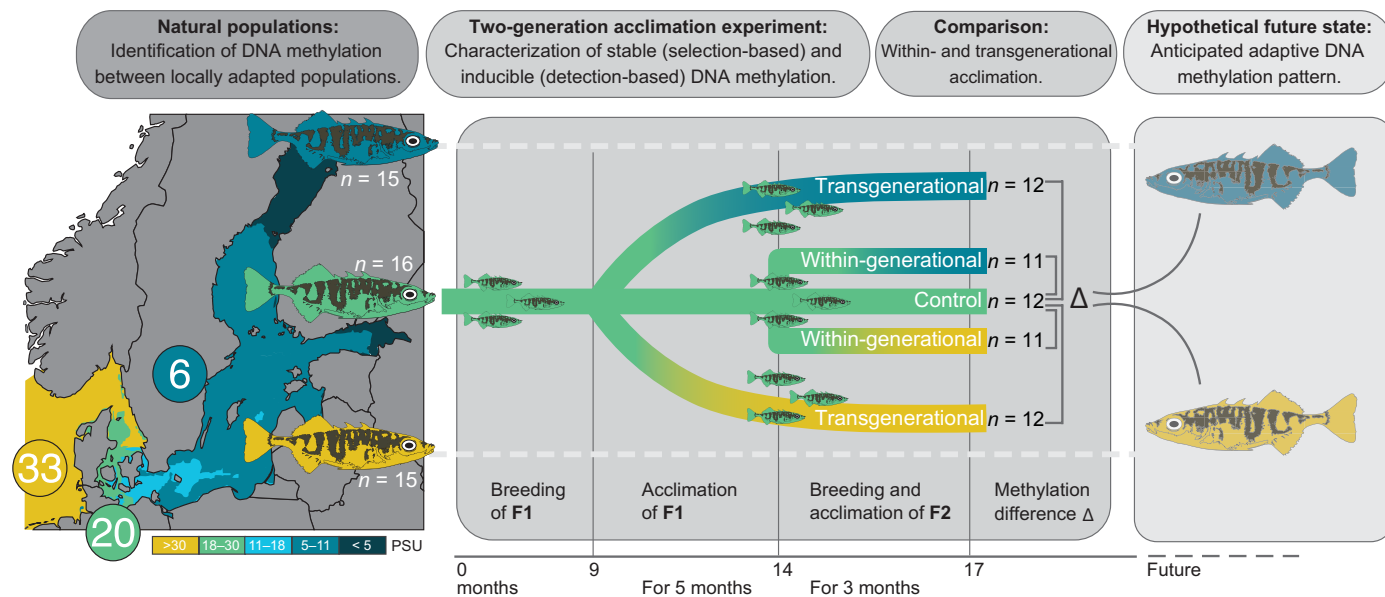 Natural populations:
Identification of DNA methylation
between locally adapted populations.
Two-generation acclimation experiment:
Characterization of stable (selection-based) and
inducible (detection-based) DNA methylation.
Comparison:
Within- and transgenerational
acclimation.
Hypothetical future state:
Anticipated adaptive DNA
methylation pattern.
n = 15
n = 16
n = 15
6
33
20
>30 18–30 11–18 5–11 < 5 PSU
Transgenerational n = 12
Within-generational n = 11
Control n = 12
Δ
Within-generational n = 11
Transgenerational n = 12
Breeding
of F1
Acclimation
of F1
Breeding and
acclimation of F2
Methylation
difference Δ
0
months
9
For 5 months
14
For 3 months
17
Future